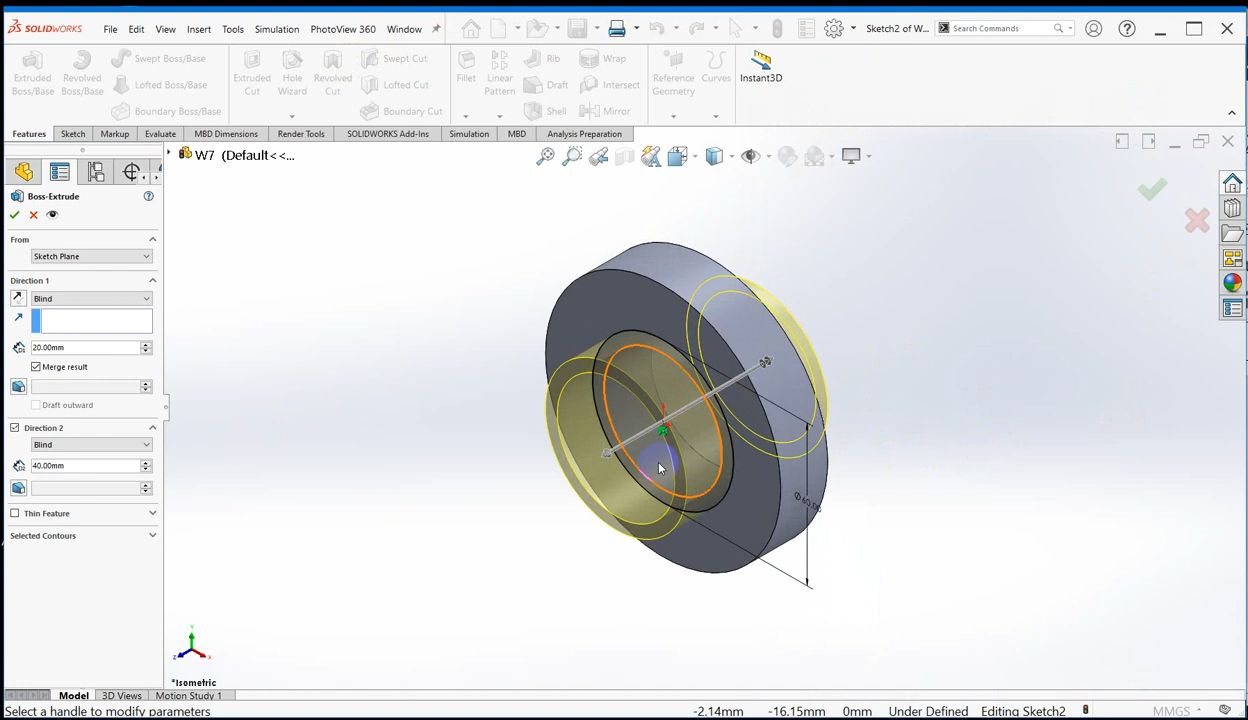 SOLIDWORKS File Edit View Insert Tools Simulation PhotoView 360 Window Sketch2 of W... Search Commands
Extruded Boss/Base Revolved Boss/Base Swept Boss/Base Lofted Boss/Base Boundary Boss/Base Extruded Cut Hole Wizard Revolved Cut Swept Cut Lofted Cut Boundary Cut Fillet Linear Pattern Rib Draft Shell Wrap Intersect Mirror Reference Geometry Curves Instant3D
Features Sketch Markup Evaluate MBD Dimensions Render Tools SOLIDWORKS Add-Ins Simulation MBD Analysis Preparation
W7 (Default<<...
Boss-Extrude
From
Sketch Plane
Direction 1
Blind
20.00mm
Merge result
Draft outward
Direction 2
Blind
40.00mm
Thin Feature
Selected Contours
Y
Z X
*Isometric
Model 3D Views Motion Study 1
Select a handle to modify parameters -2.14mm -16.15mm 0mm Under Defined Editing Sketch2 MMGS